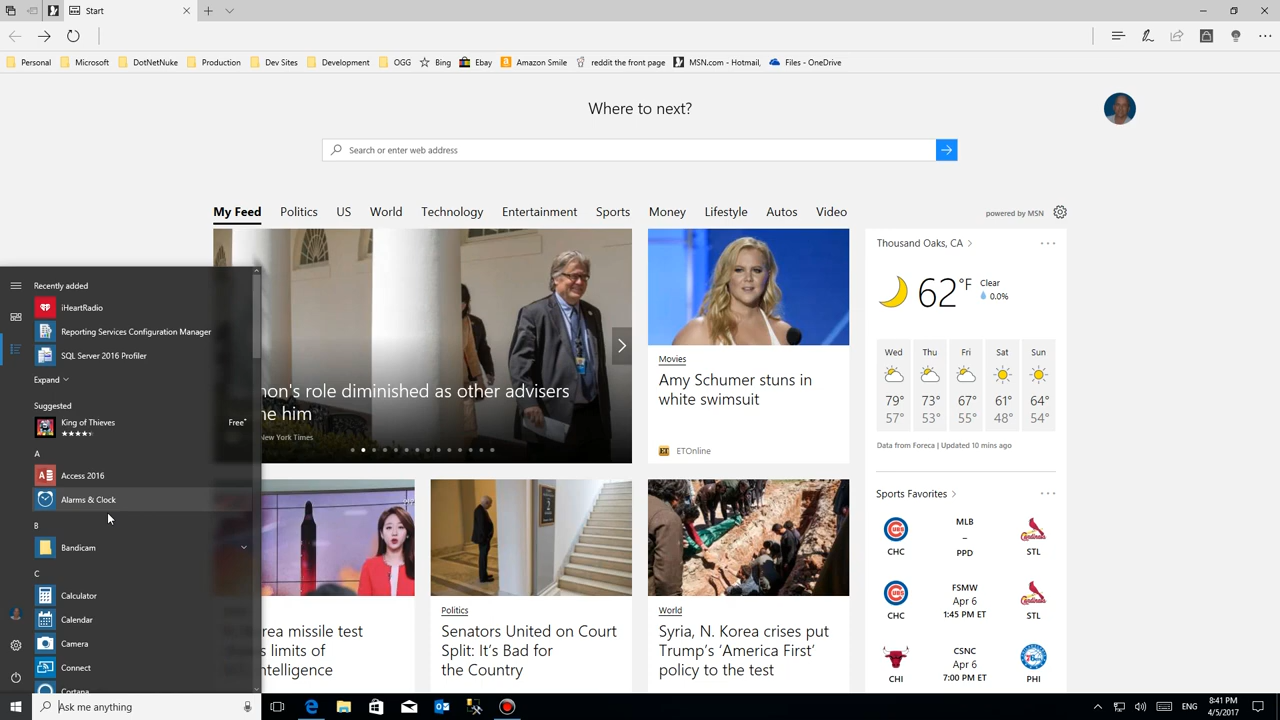 Start
Personal
Microsoft
DotNetNuke
Production
Dev Sites
Development
OGG
Bing
Ebay
Amazon Smile
reddit the front page
MSN.com - Hotmail,
Files - OneDrive
Where to next?
Search or enter web address
My Feed
Politics
US
World
Technology
Entertainment
Sports
Money
Lifestyle
Autos
Video
powered by MSN
Recently added
iHeartRadio
Reporting Services Configuration Manager
SQL Server 2016 Profiler
Expand
Suggested
King of Thieves
Free*
A
Access 2016
Alarms & Clock
B
Bandicam
C
Calculator
Calendar
Camera
Connect
Cortana
Ask me anything
non's role diminished as other advisers
e him
New York Times
Movies
Amy Schumer stuns in
white swimsuit
ETOnline
rea missile test
limits of
intelligence
Politics
Senators United on Court
Split: It's Bad for
the Country
World
Syria, N. Korea crises put
Trump's 'America First'
policy to the test
Thousand Oaks, CA
62°F
Clear
0.0%
Wed Thu Fri Sat Sun
79° 73° 67° 61° 64°
57° 53° 55° 48° 54°
Data from Foreca | Updated 10 mins ago
Sports Favorites
MLB
–
CHC PPD STL
FSMW
Apr 6
CHC 1:45 PM ET STL
CSNC
Apr 6
CHI 7:00 PM ET PHI
ENG
8:41 PM
4/5/2017